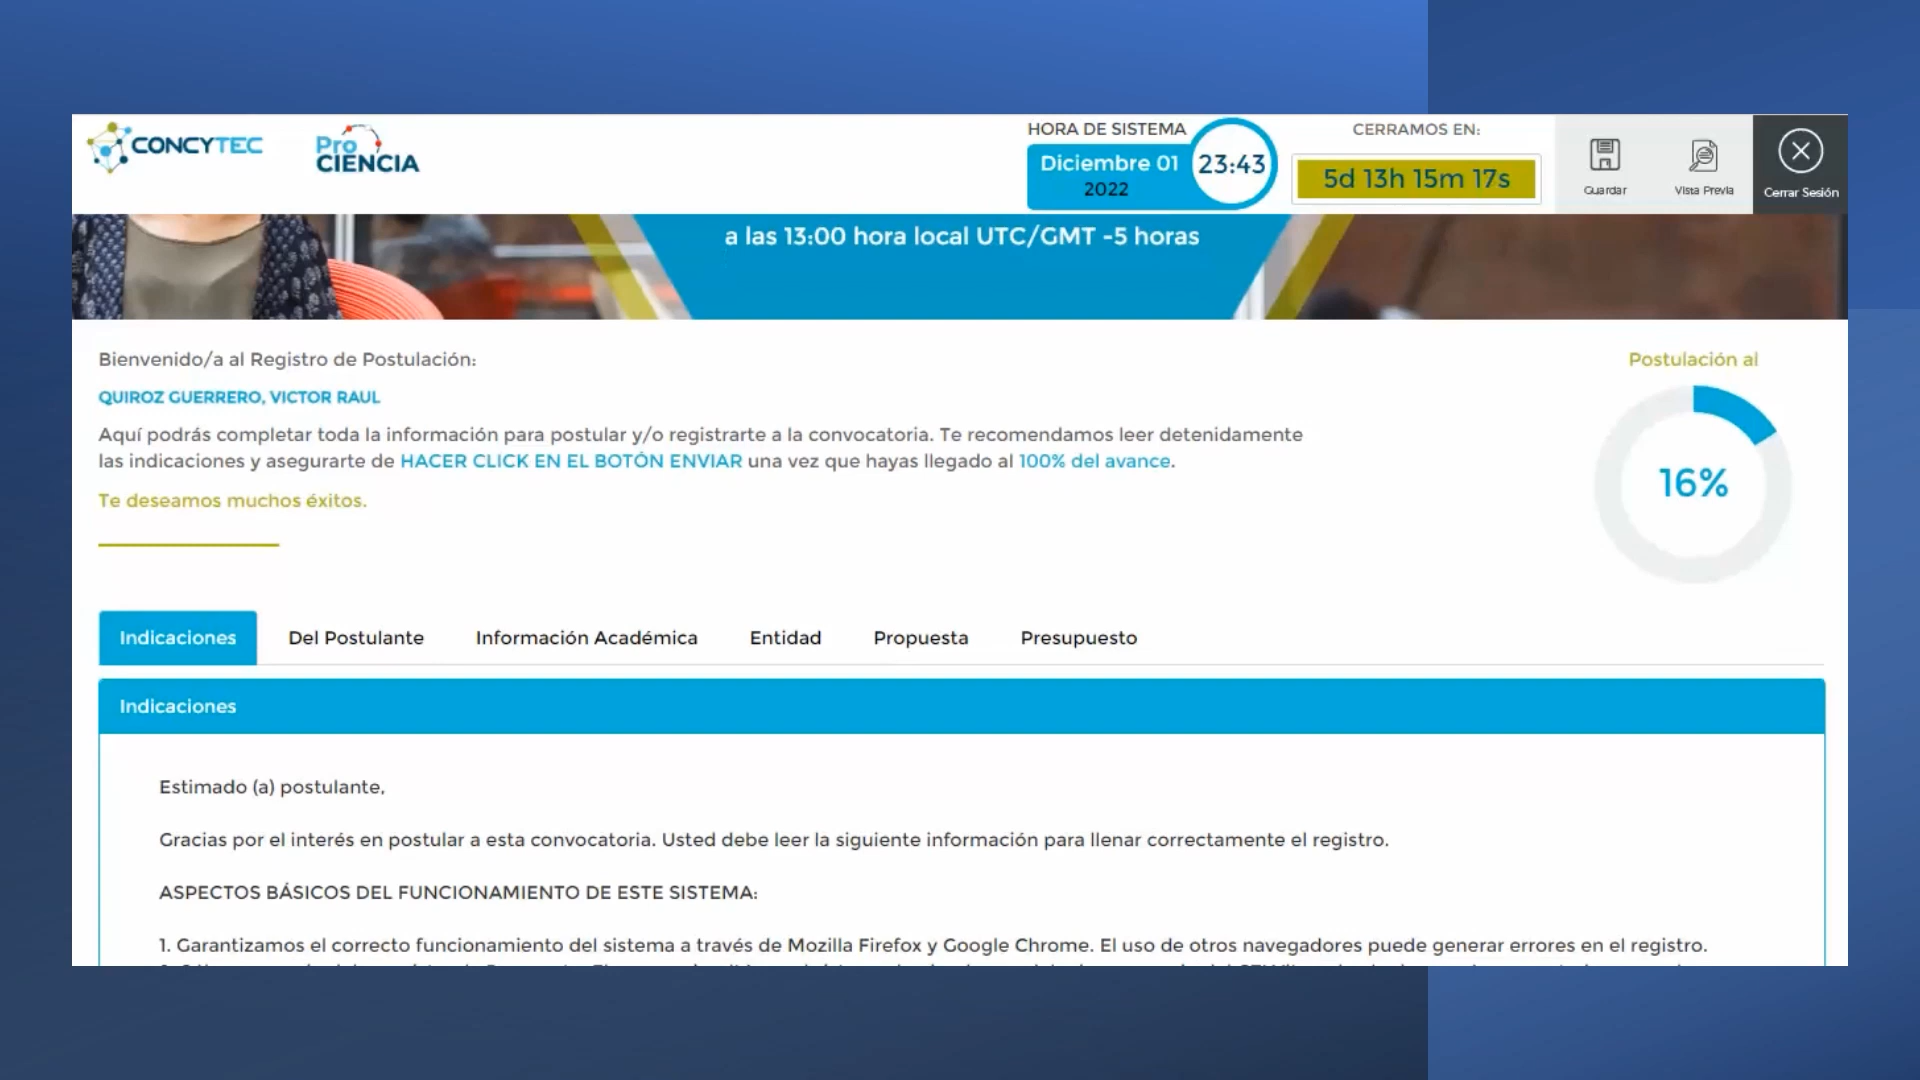 CONCYTEC
Pro
CIENCIA
HORA DE SISTEMA
Diciembre 01
2022
23:43
CERRAMOS EN:
5d 13h 15m 17s
Guardar
Vista Previa
Cerrar Sesión
a las 13:00 hora local UTC/GMT -5 horas
Bienvenido/a al Registro de Postulación:
QUIROZ GUERRERO, VICTOR RAUL
Aquí podrás completar toda la información para postular y/o registrarte a la convocatoria. Te recomendamos leer detenidamente
las indicaciones y asegurarte de HACER CLICK EN EL BOTÓN ENVIAR una vez que hayas llegado al 100% del avance.
Te deseamos muchos éxitos.
Postulación al
16%
Indicaciones
Del Postulante
Información Académica
Entidad
Propuesta
Presupuesto
Indicaciones
Estimado (a) postulante,
Gracias por el interés en postular a esta convocatoria. Usted debe leer la siguiente información para llenar correctamente el registro.
ASPECTOS BÁSICOS DEL FUNCIONAMIENTO DE ESTE SISTEMA:
1. Garantizamos el correcto funcionamiento del sistema a través de Mozilla Firefox y Google Chrome. El uso de otros navegadores puede generar errores en el registro.